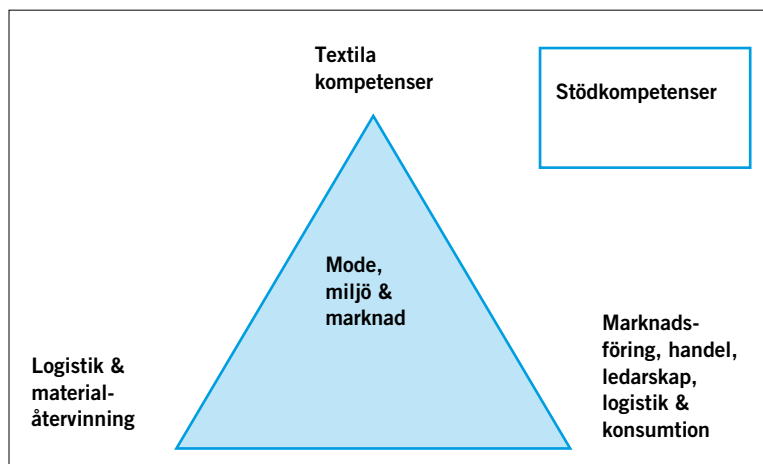 Textila
kompetenser
Stödkompetenser
Mode,
miljö &
marknad
Logistik &
material-
återvinning
Marknads-
föring, handel,
ledarskap,
logistik &
konsumtion